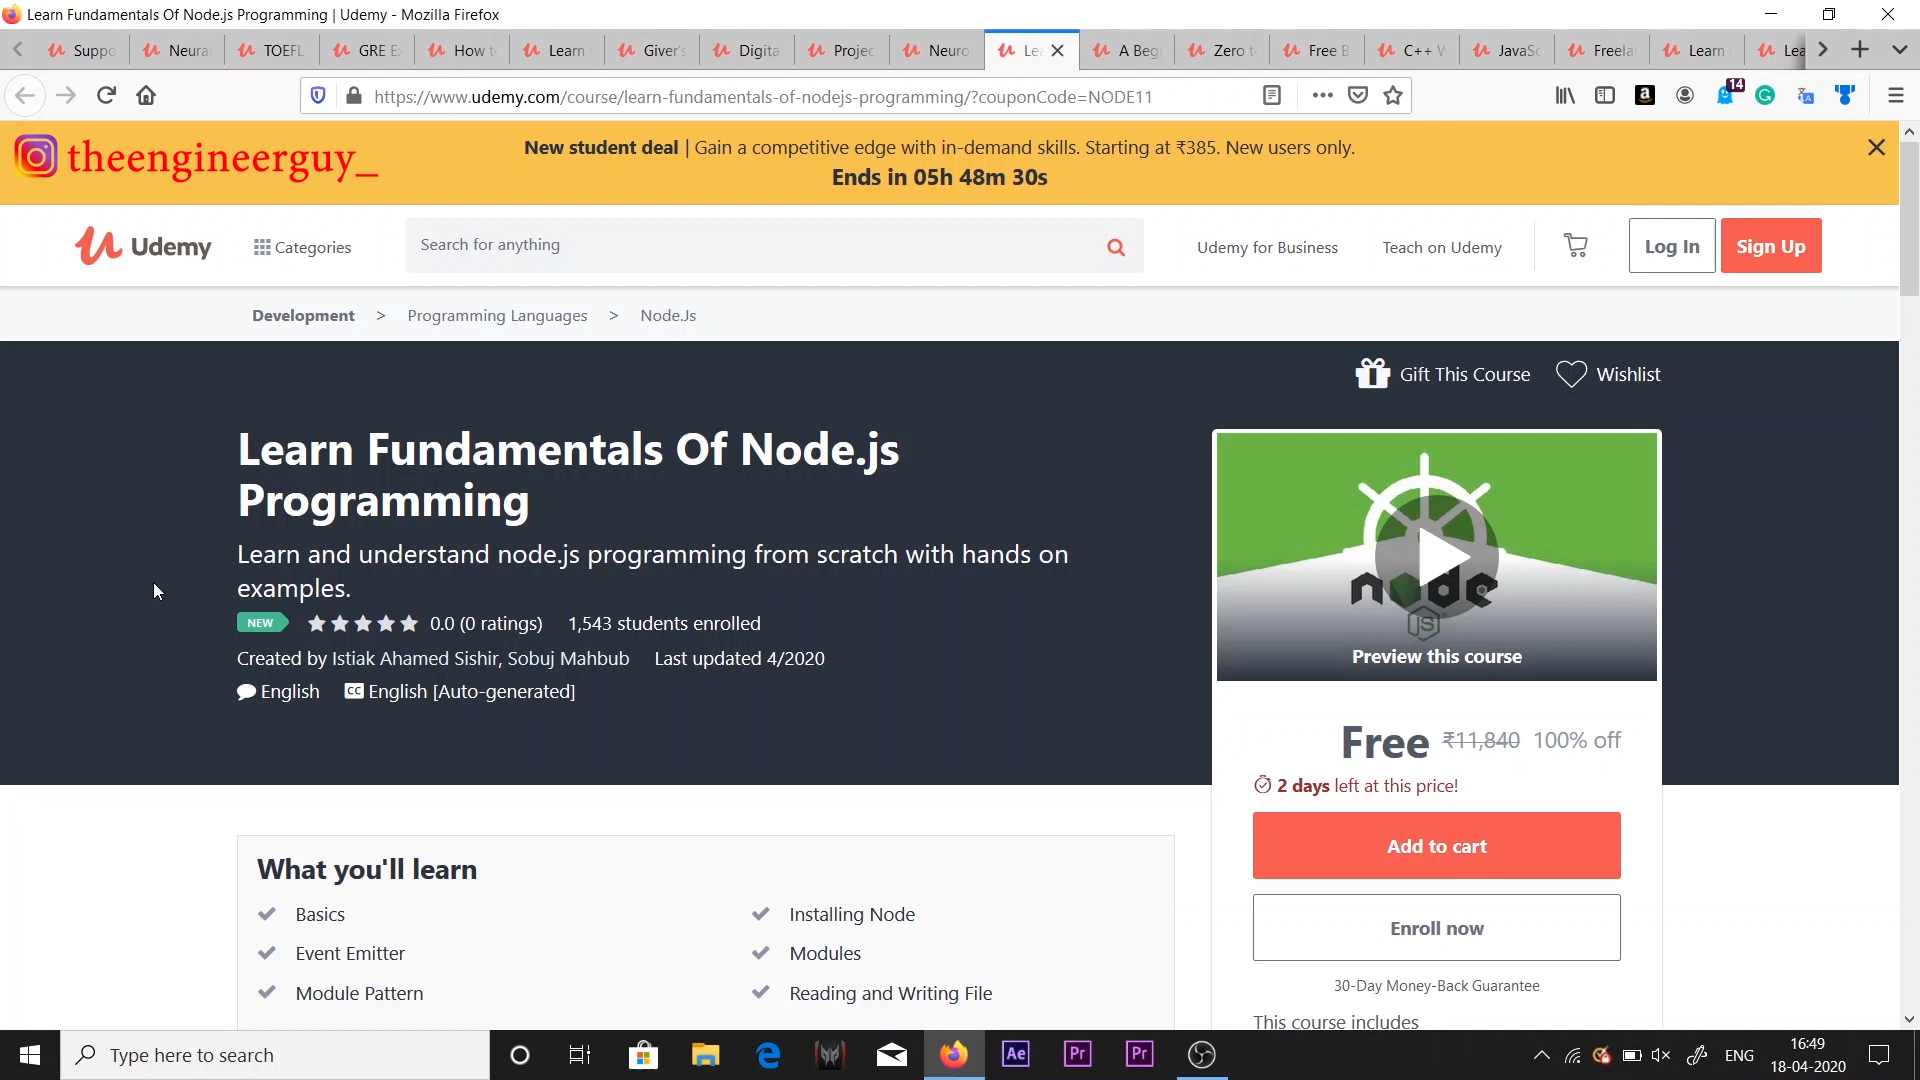 Learn Fundamentals Of Node.js Programming | Udemy - Mozilla Firefox
Suppo
Neura
TOEFL
GRE E
How t
Learn
Giver's
Digita
Projec
Neuro
Le
A Beg
Zero t
Free B
C++ W
JavaSc
Freela
Learn
Lea
https://www.udemy.com/course/learn-fundamentals-of-nodejs-programming/?couponCode=NODE11
14
theengineerguy_
New student deal | Gain a competitive edge with in-demand skills. Starting at ₹385. New users only.
Ends in 05h 48m 30s
Udemy
Categories
Search for anything
Udemy for Business
Teach on Udemy
Log In
Sign Up
Development > Programming Languages > Node.Js
Gift This Course
Wishlist
Learn Fundamentals Of Node.js
Programming
Learn and understand node.js programming from scratch with hands on
examples.
NEW 0.0 (0 ratings) 1,543 students enrolled
Created by Istiak Ahamed Sishir, Sobuj Mahbub Last updated 4/2020
English CC English [Auto-generated]
node
JS
Preview this course
Free ₹11,840 100% off
2 days left at this price!
Add to cart
Enroll now
30-Day Money-Back Guarantee
This course includes
What you'll learn
Basics
Installing Node
Event Emitter
Modules
Module Pattern
Reading and Writing File
Type here to search
Ae
Pr
Pr
ENG
16:49
18-04-2020